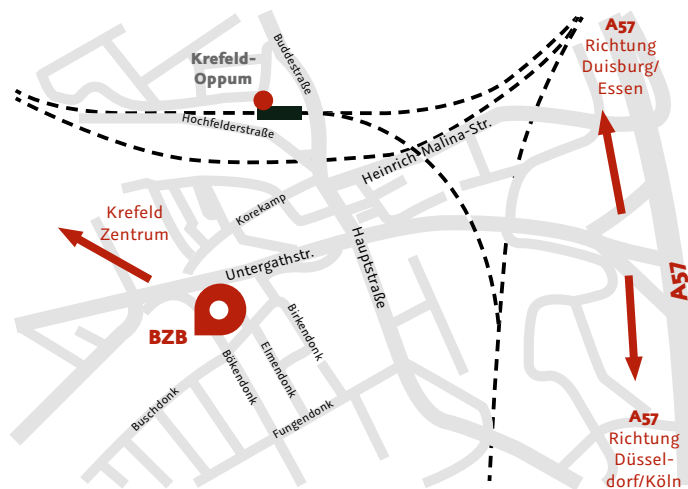 A57
Richtung
Duisburg/
Essen
Krefeld-
Oppum
Buddestraße
Hochfelderstraße
Heinrich-Malina-Str.
Korekamp
Krefeld
Zentrum
Untergathstr.
Hauptstraße
A57
BZB
Birkendonk
Elmendonk
Bökendonk
Buschdonk
Fungendonk
A57
Richtung
Düssel-
dorf/Köln